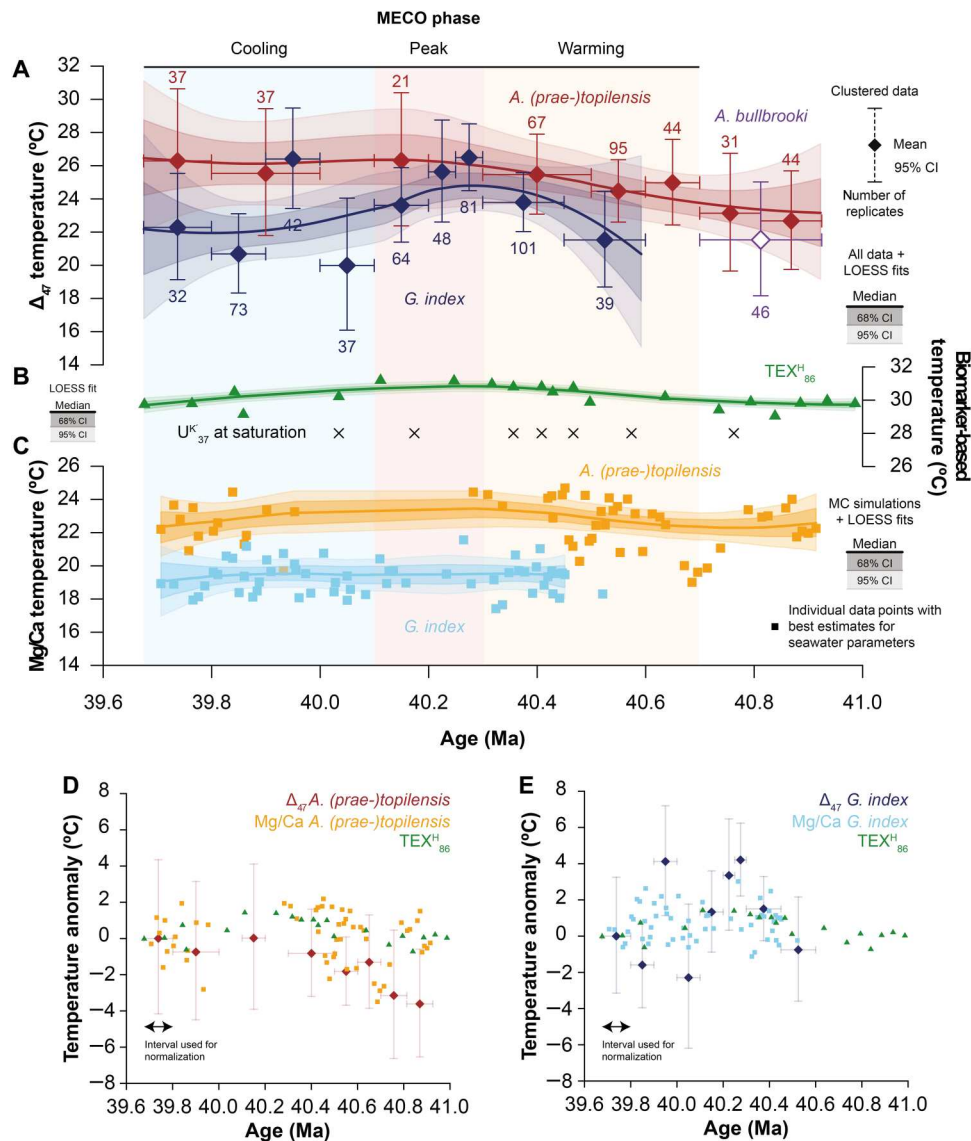 MECO phase
Cooling Peak Warming
A
Δ47 temperature (ºC)
32
30
28
26
24
22
20
18
16
14
37
37
21
A. (prae-)topilensis
67
95
44
A. bullbrooki
31
44
32
73
42
37
64
48
81
101
39
46
G. index
Clustered data
Mean
95% CI
Number of
replicates
All data +
LOESS fits
Median
68% CI
95% CI
B
LOESS fit
Median
68% CI
95% CI
TEXH86
UK'37 at saturation
32
30
28
26
Biomarker-based
temperature (ºC)
C
Mg/Ca temperature (ºC)
26
24
22
20
18
16
14
A. (prae-)topilensis
G. index
MC simulations
+ LOESS fits
Median
68% CI
95% CI
Individual data points with
best estimates for
seawater parameters
39.6 39.8 40.0 40.2 40.4 40.6 40.8 41.0
Age (Ma)
D
Temperature anomaly (ºC)
8
6
4
2
0
−2
−4
−6
−8
Δ47 A. (prae-)topilensis
Mg/Ca A. (prae-)topilensis
TEXH86
Interval used for
normalization
39.6 39.8 40.0 40.2 40.4 40.6 40.8 41.0
Age (Ma)
E
Temperature anomaly (ºC)
8
6
4
2
0
−2
−4
−6
−8
Δ47 G. index
Mg/Ca G. index
TEXH86
Interval used for
normalization
39.6 39.8 40.0 40.2 40.4 40.6 40.8 41.0
Age (Ma)